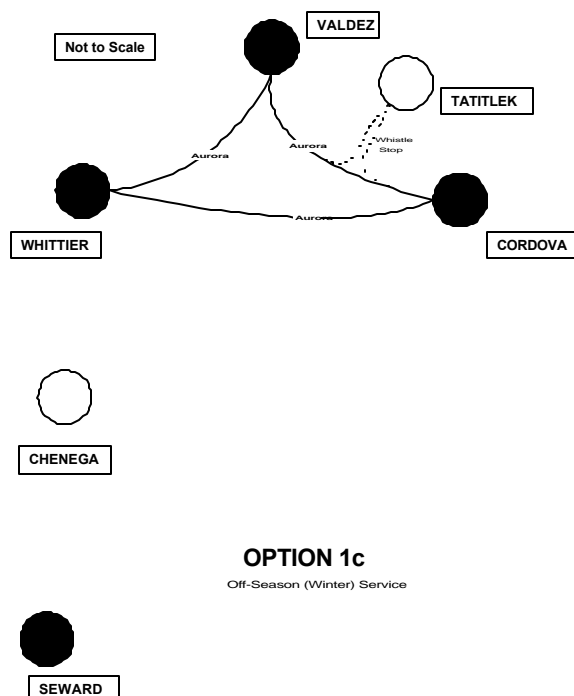 VALDEZ
Not to Scale
TATITLEK
Whistle
Stop
Aurora
Aurora
Aurora
WHITTIER
CORDOVA
CHENEGA
OPTION 1c
Off-Season (Winter) Service
SEWARD